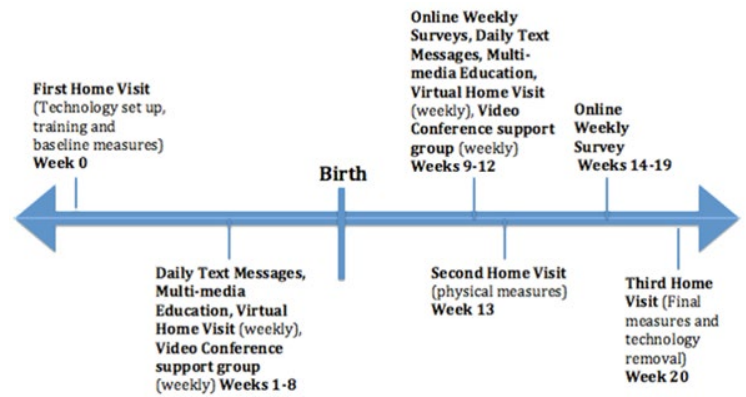 First Home Visit
(Technology set up,
training and
baseline measures)
Week 0
Birth
Online Weekly
Surveys, Daily Text
Messages, Multi-
media Education,
Virtual Home Visit
(weekly), Video
Conference support
group (weekly)
Weeks 9-12
Online
Weekly
Survey
Weeks 14-19
Daily Text Messages,
Multi-media
Education, Virtual
Home Visit (weekly),
Video Conference
support group
(weekly) Weeks 1-8
Second Home Visit
(physical measures)
Week 13
Third Home
Visit (Final
measures and
technology
removal)
Week 20